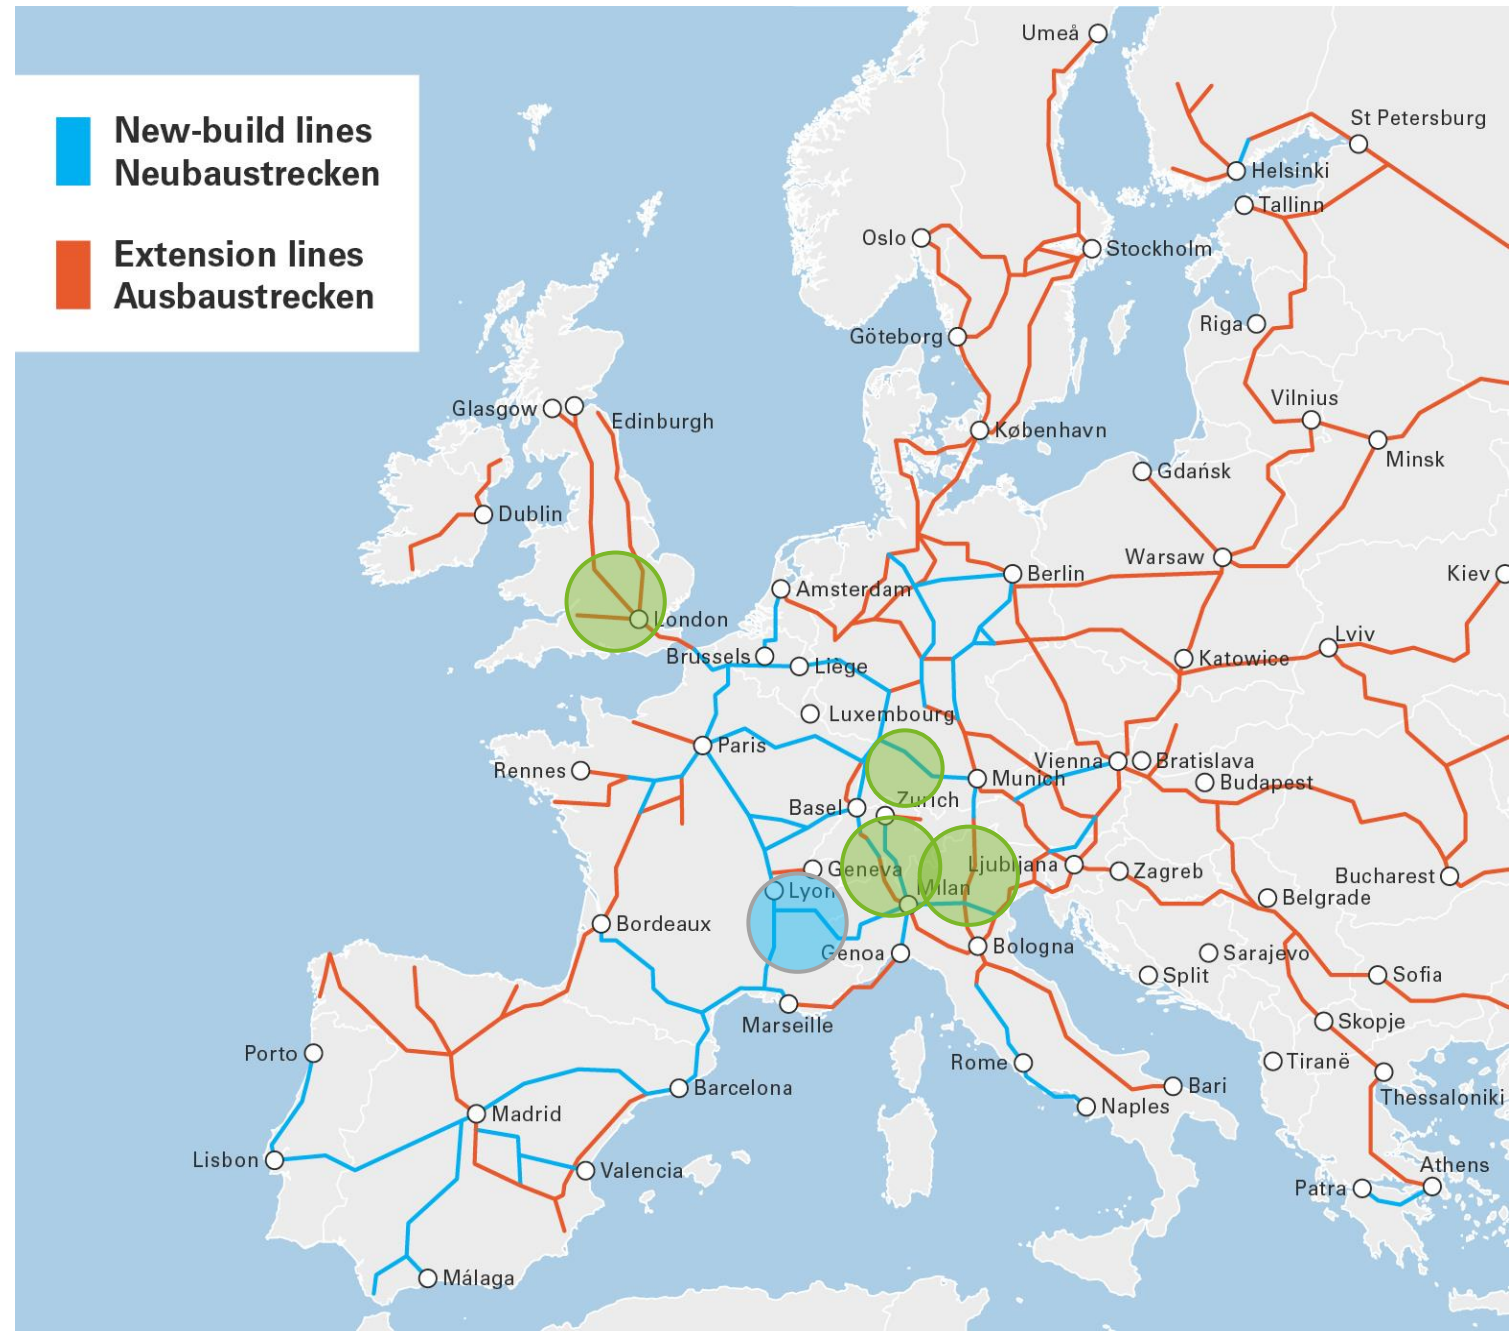 New-build lines
Neubaustrecken
Extension lines
Ausbaustrecken
Umeå
St Petersburg
Helsinki
Tallinn
Oslo
Stockholm
Riga
Göteborg
Vilnius
Glasgow
Edinburgh
København
Minsk
Gdańsk
Dublin
Warsaw
Berlin
Kiev
Amsterdam
London
Lviv
Brussels
Liège
Katowice
Luxembourg
Paris
Vienna
Bratislava
Rennes
Munich
Budapest
Basel
Zurich
Geneva
Ljubljana
Zagreb
Bucharest
Lyon
Milan
Belgrade
Bordeaux
Genoa
Bologna
Sarajevo
Split
Sofia
Marseille
Skopje
Porto
Rome
Tiranë
Barcelona
Bari
Thessaloniki
Madrid
Naples
Lisbon
Valencia
Athens
Patra
Málaga